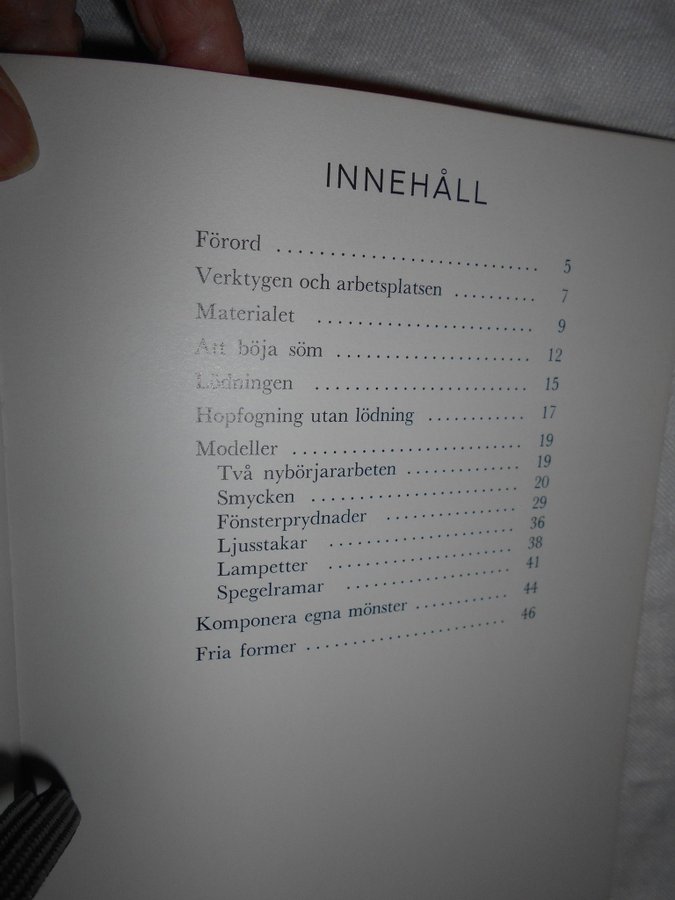 INNEHÅLL
Förord .......................... 5
Verktygen och arbetsplatsen .......... 7
Materialet ...................... 9
Att böja söm .................... 12
Lödningen ...................... 15
Hopfogning utan lödning ............ 17
Modeller ........................ 19
Två nybörjararbeten ............ 19
Smycken ...................... 20
Fönsterprydnader .............. 29
Ljusstakar .................... 36
Lampetter .................... 38
Spegelramar .................. 41
Komponera egna mönster ............ 44
Fria former ...................... 46